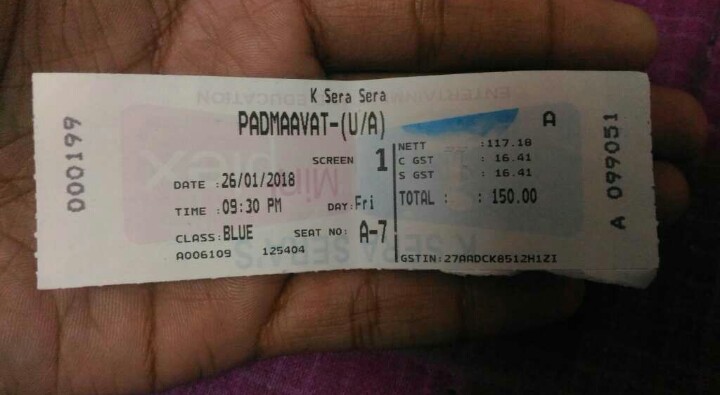 000199
K Sera Sera
PADMAAVAT-(U/A)
SCREEN 1
DATE :26/01/2018
TIME :09:30 PM DAY:Fri
CLASS:BLUE SEAT NO: A-7
A006109 125404
A
NETT :117.18
C GST : 16.41
S GST : 16.41
TOTAL : 150.00
GSTIN:27AADCK8512H1ZI
A 099051